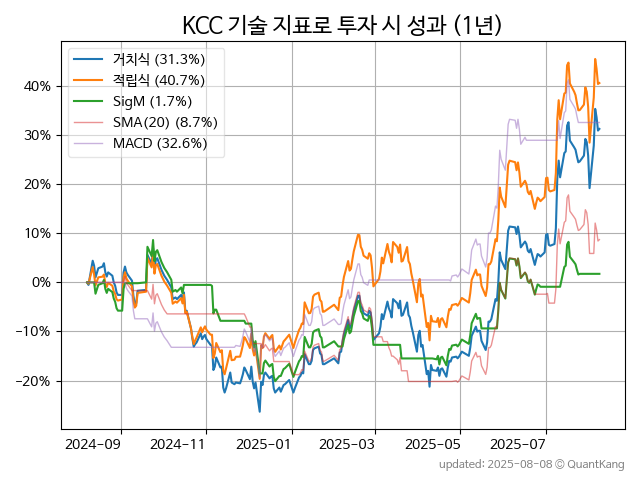 KCC 기술 지표로 투자 시 성과 (1년)
거치식 (31.3%)
적립식 (40.7%)
SigM (1.7%)
SMA(20) (8.7%)
MACD (32.6%)
40%
30%
20%
10%
0%
−10%
−20%
2024-09
2024-11
2025-01
2025-03
2025-05
2025-07
updated: 2025-08-08 © QuantKang